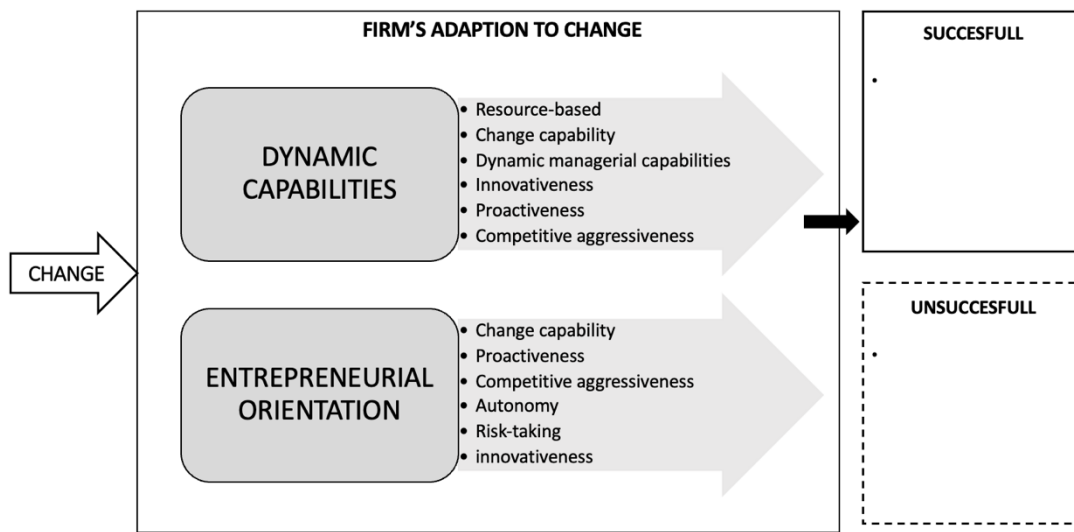 FIRM'S ADAPTION TO CHANGE
CHANGE
DYNAMIC
CAPABILITIES
• Resource-based
• Change capability
• Dynamic managerial capabilities
• Innovativeness
• Proactiveness
• Competitive aggressiveness
ENTREPRENEURIAL
ORIENTATION
• Change capability
• Proactiveness
• Competitive aggressiveness
• Autonomy
• Risk-taking
• innovativeness
SUCCESFULL
•
UNSUCCESFULL
•